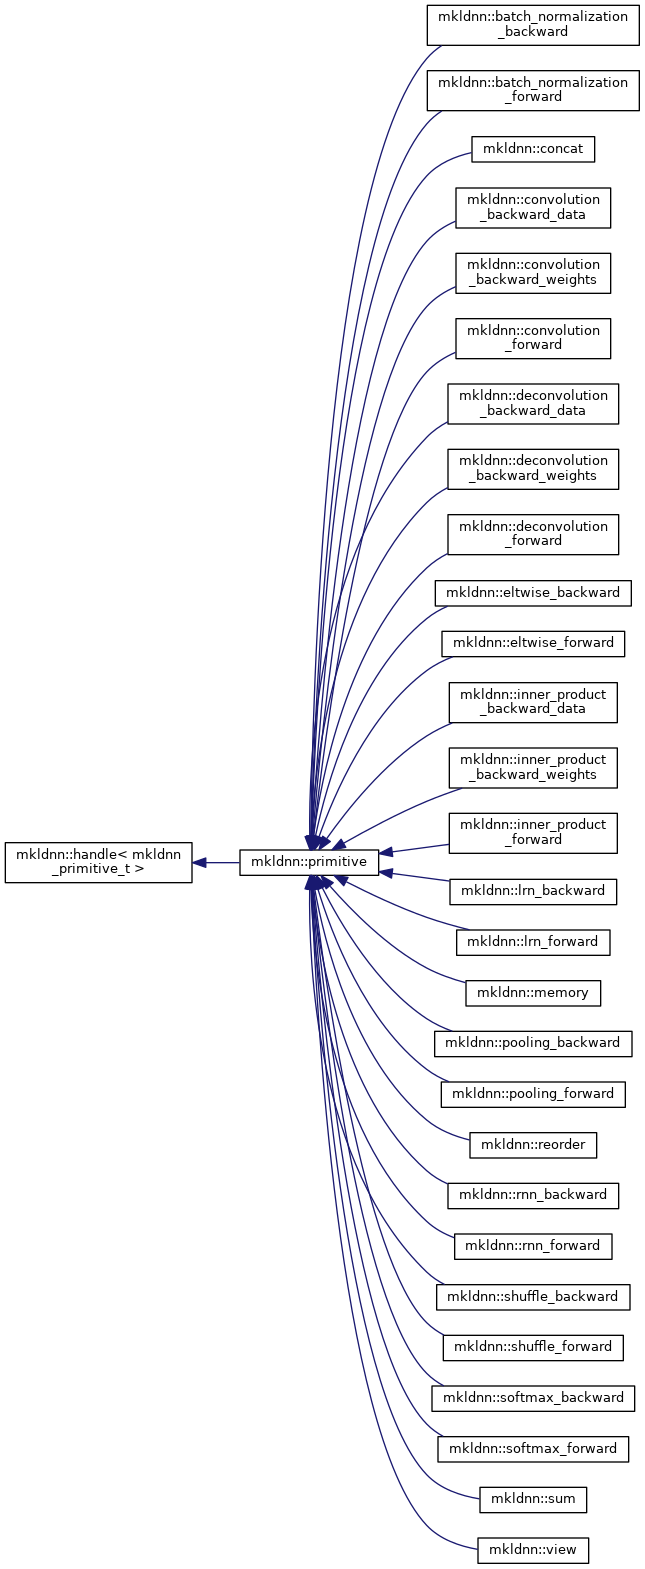 mkldnn::batch_normalization
_backward
mkldnn::batch_normalization
_forward
mkldnn::concat
mkldnn::convolution
_backward_data
mkldnn::convolution
_backward_weights
mkldnn::convolution
_forward
mkldnn::deconvolution
_backward_data
mkldnn::deconvolution
_backward_weights
mkldnn::deconvolution
_forward
mkldnn::eltwise_backward
mkldnn::eltwise_forward
mkldnn::inner_product
_backward_data
mkldnn::inner_product
_backward_weights
mkldnn::inner_product
_forward
mkldnn::handle< mkldnn
_primitive_t >
mkldnn::primitive
mkldnn::lrn_backward
mkldnn::lrn_forward
mkldnn::memory
mkldnn::pooling_backward
mkldnn::pooling_forward
mkldnn::reorder
mkldnn::rnn_backward
mkldnn::rnn_forward
mkldnn::shuffle_backward
mkldnn::shuffle_forward
mkldnn::softmax_backward
mkldnn::softmax_forward
mkldnn::sum
mkldnn::view